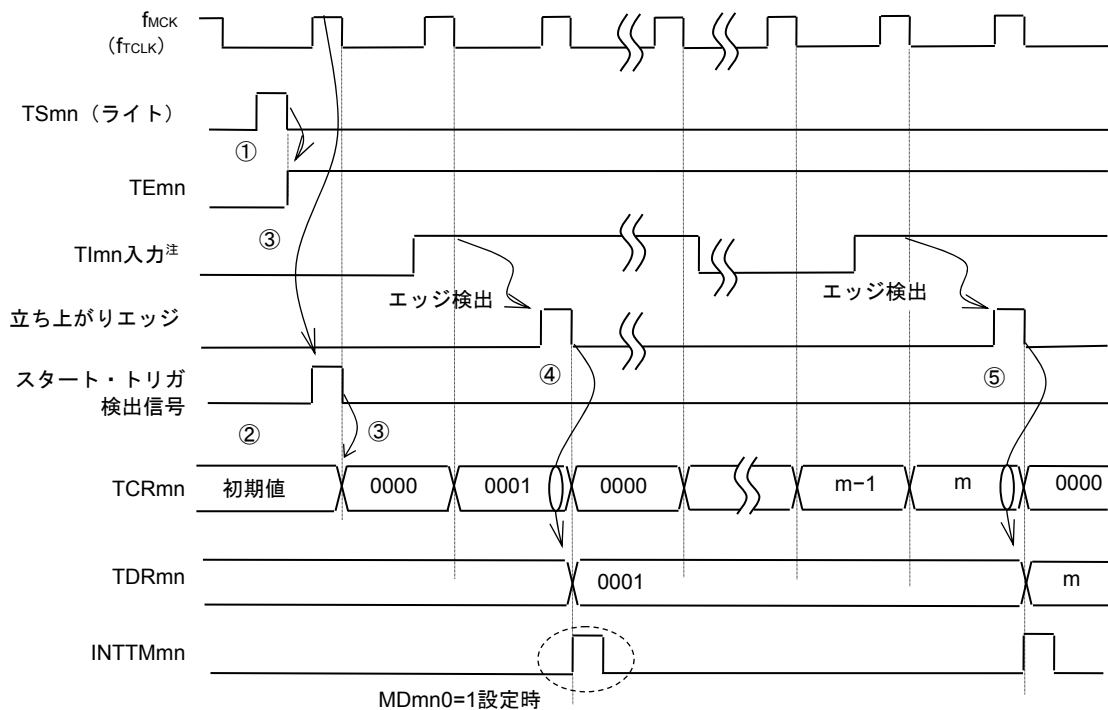 fMCK
（fTCLK）
TSmn（ライト）
①
TEmn
③
TImn入力注
エッジ検出
エッジ検出
立ち上がりエッジ
④
⑤
スタート・トリガ
検出信号
②
③
TCRmn
初期値
0000
0001
0000
m−1
m
0000
TDRmn
0001
m
INTTMmn
MDmn0=1設定時